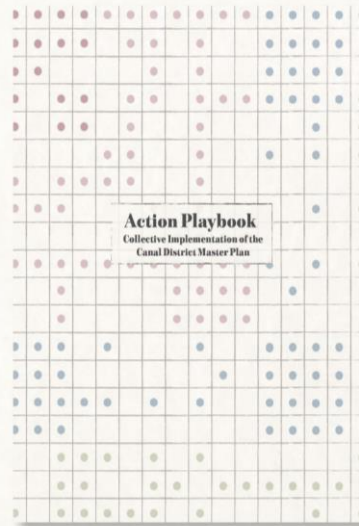 Action Playbook
Collective Implementation of the
Canal District Master Plan